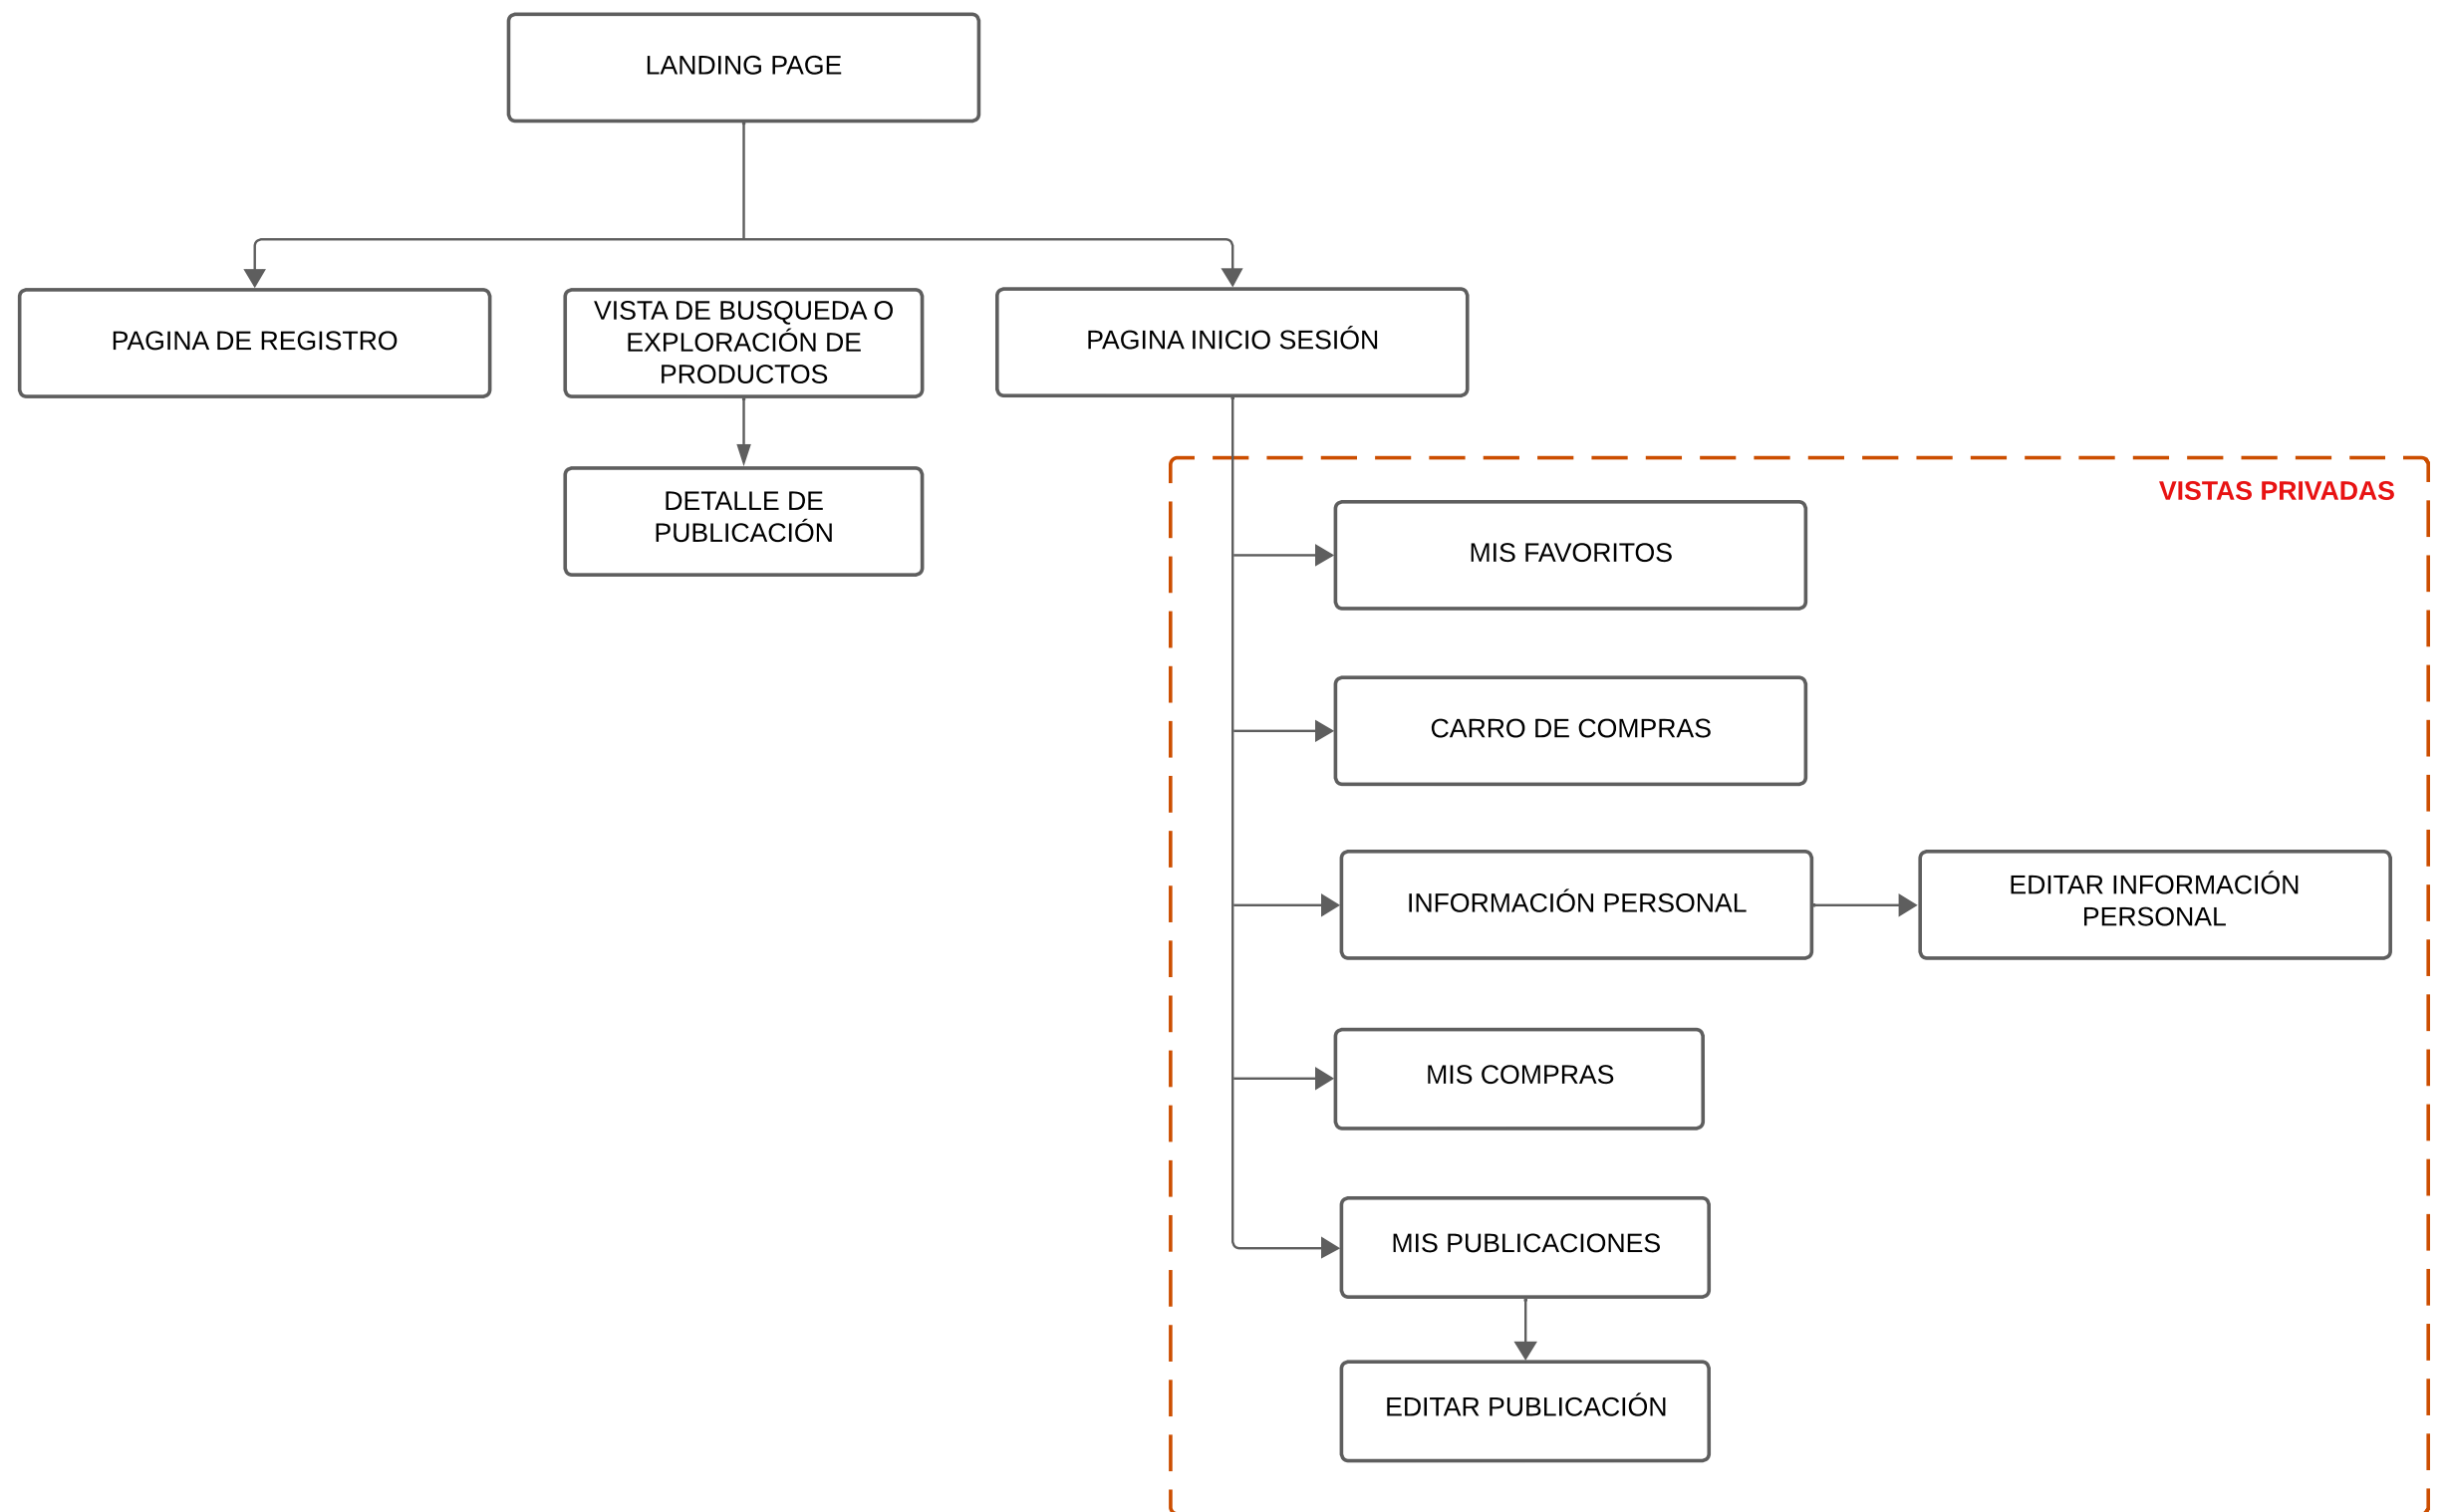 LANDING PAGE
PAGINA DE REGISTRO
VISTA DE BUSQUEDA O
EXPLORACIÓN DE
PRODUCTOS
PAGINA INICIO SESIÓN
DETALLE DE
PUBLICACIÓN
VISTAS PRIVADAS
MIS FAVORITOS
CARRO DE COMPRAS
INFORMACIÓN PERSONAL
EDITAR INFORMACIÓN
PERSONAL
MIS COMPRAS
MIS PUBLICACIONES
EDITAR PUBLICACIÓN